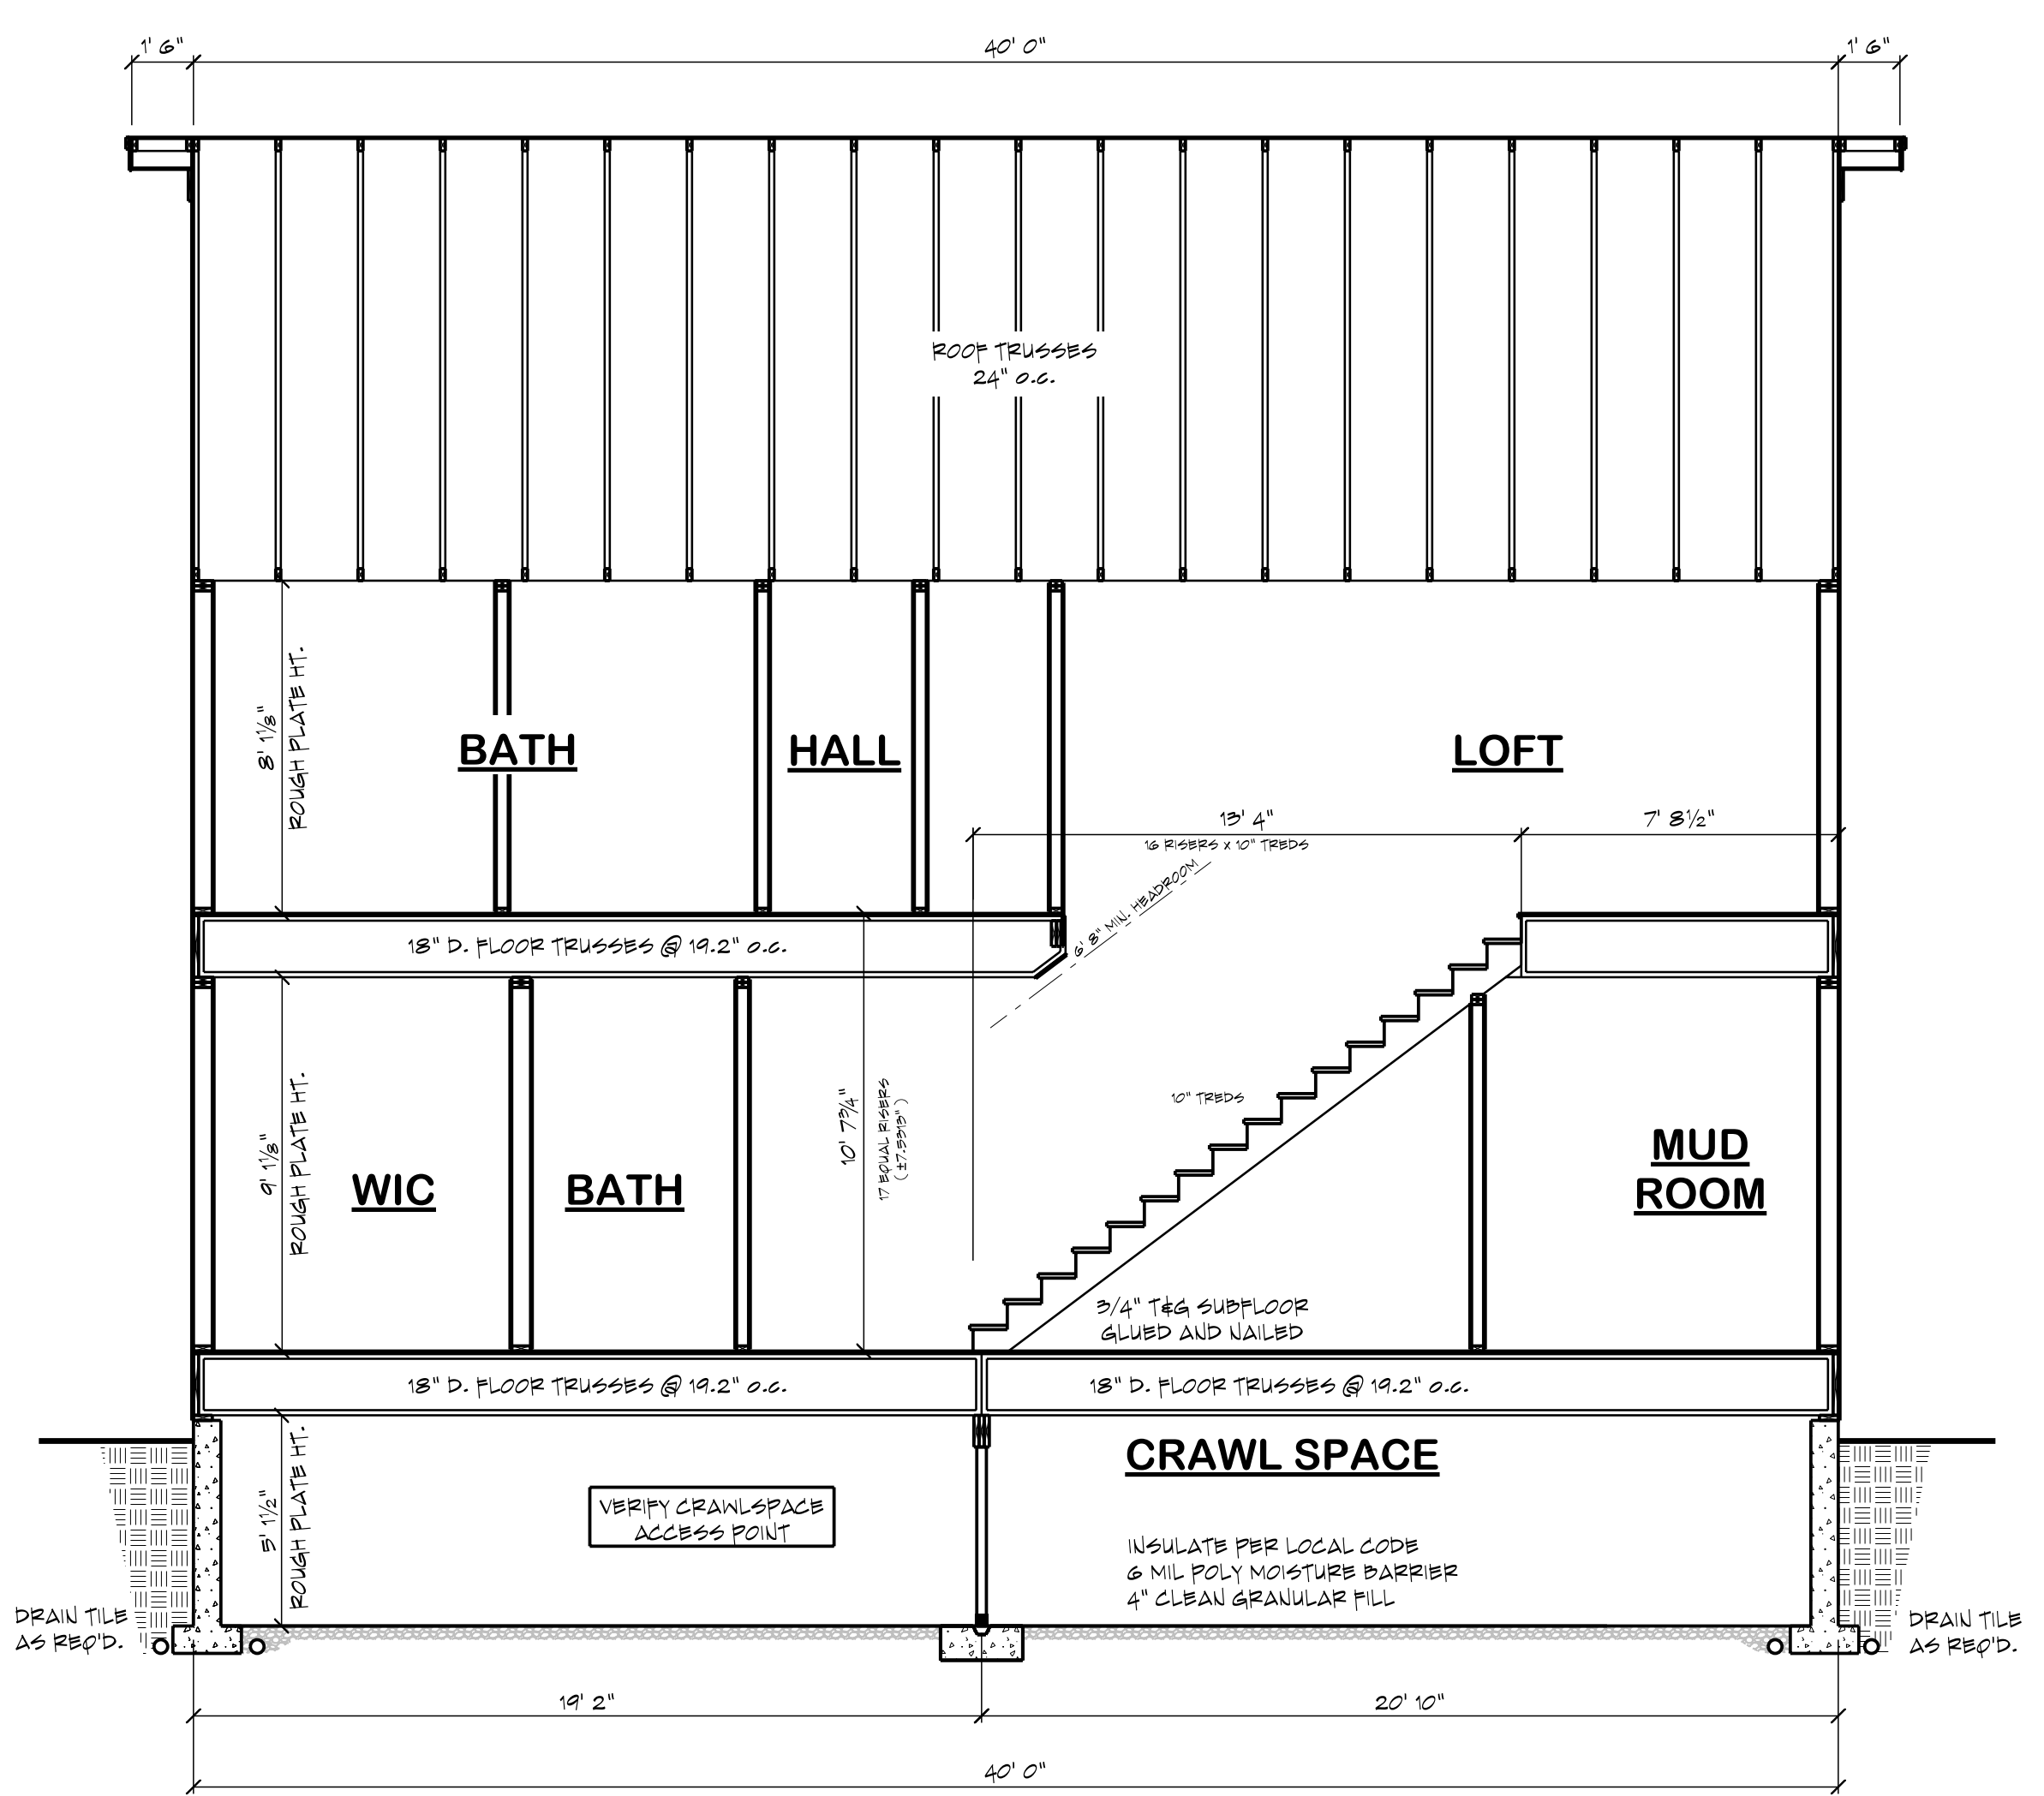 1' 6"
40' 0"
1' 6"
ROOF TRUSSES
24" O.C.
8' 1 1/8"
ROUGH PLATE HT.
BATH
HALL
LOFT
13' 4"
7' 8 1/2"
16 RISERS x 10" TREDS
6' 8" MIN. HEADROOM
18" D. FLOOR TRUSSES @ 19.2" O.C.
9' 1 1/8"
ROUGH PLATE HT.
10' 7 3/4"
17 EQUAL RISERS
( ±7.5313" )
10" TREDS
WIC
BATH
MUD
ROOM
3/4" T&G SUBFLOOR
GLUED AND NAILED
18" D. FLOOR TRUSSES @ 19.2" O.C.
18" D. FLOOR TRUSSES @ 19.2" O.C.
5' 1 1/2"
ROUGH PLATE HT.
CRAWL SPACE
VERIFY CRAWLSPACE
ACCESS POINT
INSULATE PER LOCAL CODE
6 MIL POLY MOISTURE BARRIER
4" CLEAN GRANULAR FILL
DRAIN TILE
AS REQ'D.
DRAIN TILE
AS REQ'D.
19' 2"
20' 10"
40' 0"